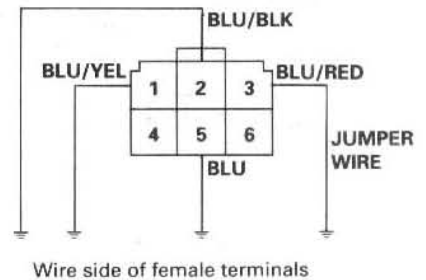 BLU/BLK
BLU/YEL
BLU/RED
1 2 3
4 5 6
JUMPER
WIRE
BLU
Wire side of female terminals